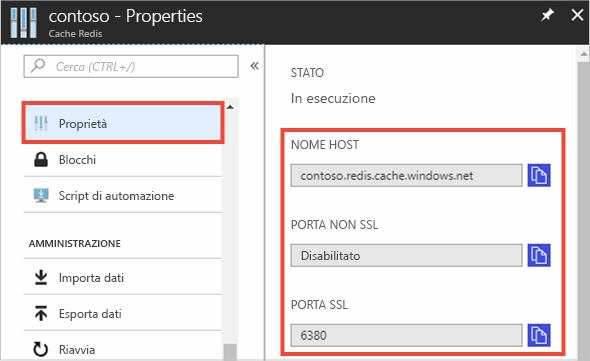 contoso - Properties
Cache Redis
Cerca (CTRL+/)
Proprietà
Blocchi
Script di automazione
AMMINISTRAZIONE
Importa dati
Esporta dati
Riavvia
STATO
In esecuzione
NOME HOST
contoso.redis.cache.windows.net
PORTA NON SSL
Disabilitato
PORTA SSL
6380